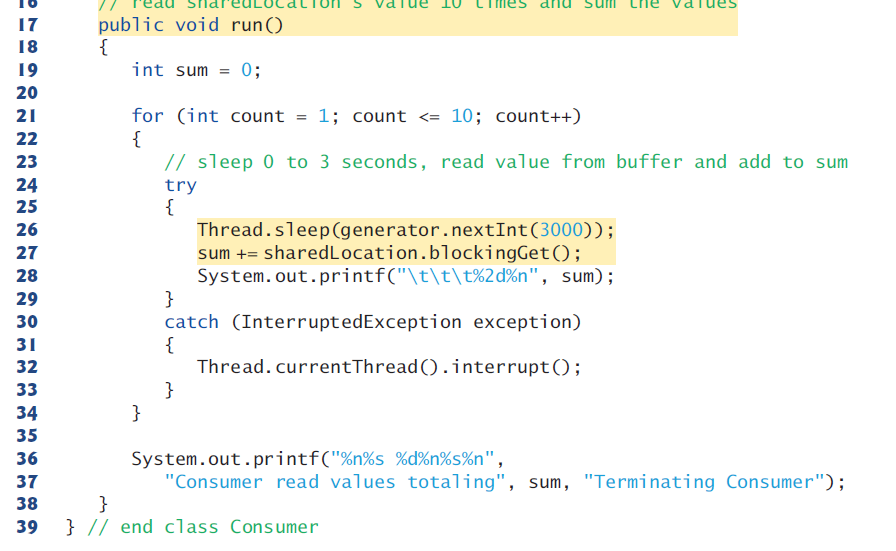 16 // read sharedLocation's value 10 times and sum the values
17 public void run()
18 {
19 int sum = 0;
20
21 for (int count = 1; count <= 10; count++)
22 {
23 // sleep 0 to 3 seconds, read value from buffer and add to sum
24 try
25 {
26 Thread.sleep(generator.nextInt(3000));
27 sum += sharedLocation.blockingGet();
28 System.out.printf("\t\t\t%2d%n", sum);
29 }
30 catch (InterruptedException exception)
31 {
32 Thread.currentThread().interrupt();
33 }
34 }
35
36 System.out.printf("%n%s %d%n%s%n",
37 "Consumer read values totaling", sum, "Terminating Consumer");
38 }
39 } // end class Consumer